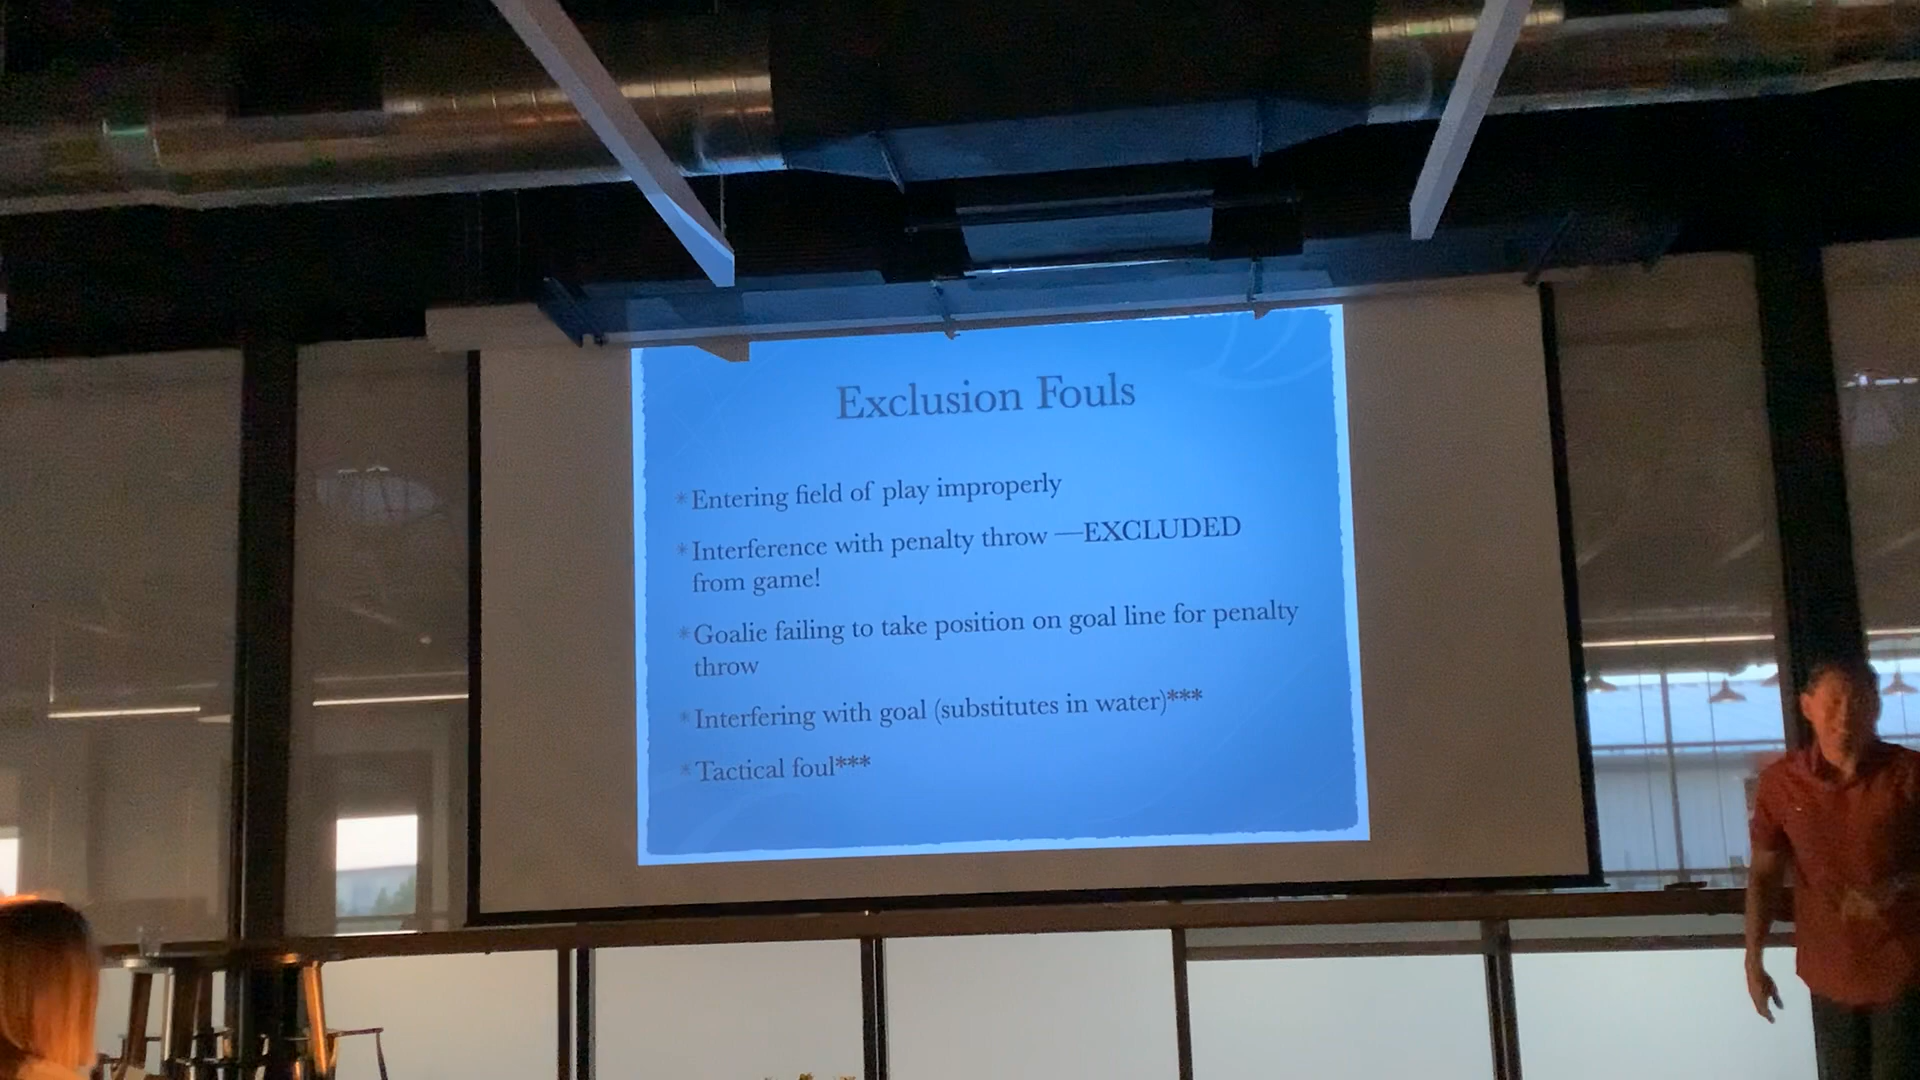 Exclusion Fouls
*Entering field of play improperly
*Interference with penalty throw —EXCLUDED
from game!
*Goalie failing to take position on goal line for penalty
throw
*Interfering with goal (substitutes in water)***
*Tactical foul***